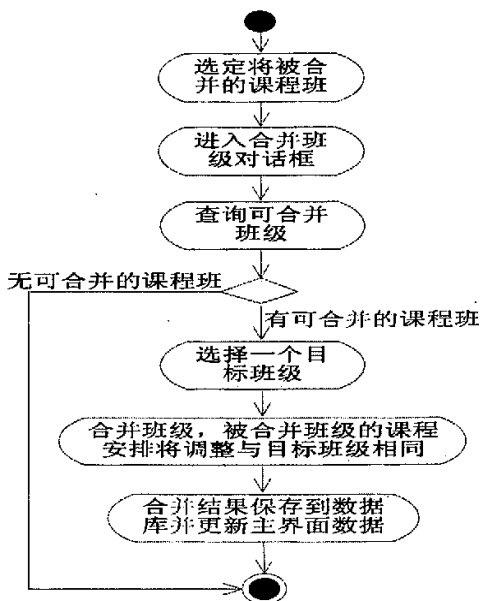 选定将被合
并的课程班
进入合并班
级对话框
查询可合并
班级
无可合并的课程班
有可合并的课程班
选择一个目
标班级
合并班级，被合并班级的课程
安排将调整与目标班级相同
合并结果保存到数据
库并更新主界面数据